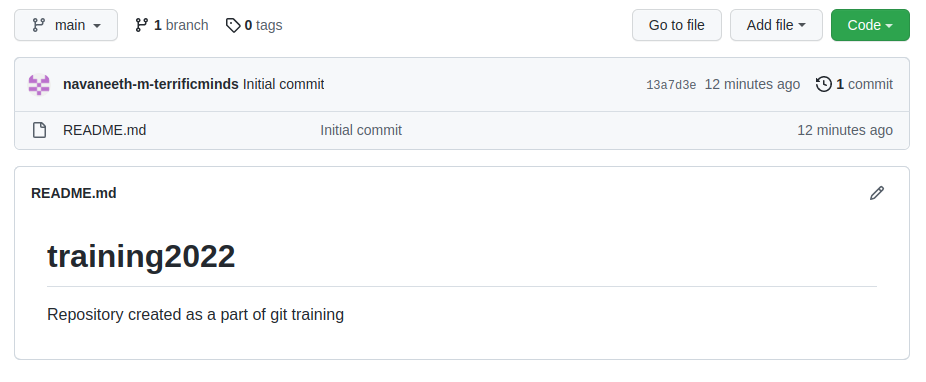 main 1 branch 0 tags Go to file Add file Code
navaneeth-m-terrificminds Initial commit 13a7d3e 12 minutes ago 1 commit
README.md Initial commit 12 minutes ago
README.md
training2022
Repository created as a part of git training